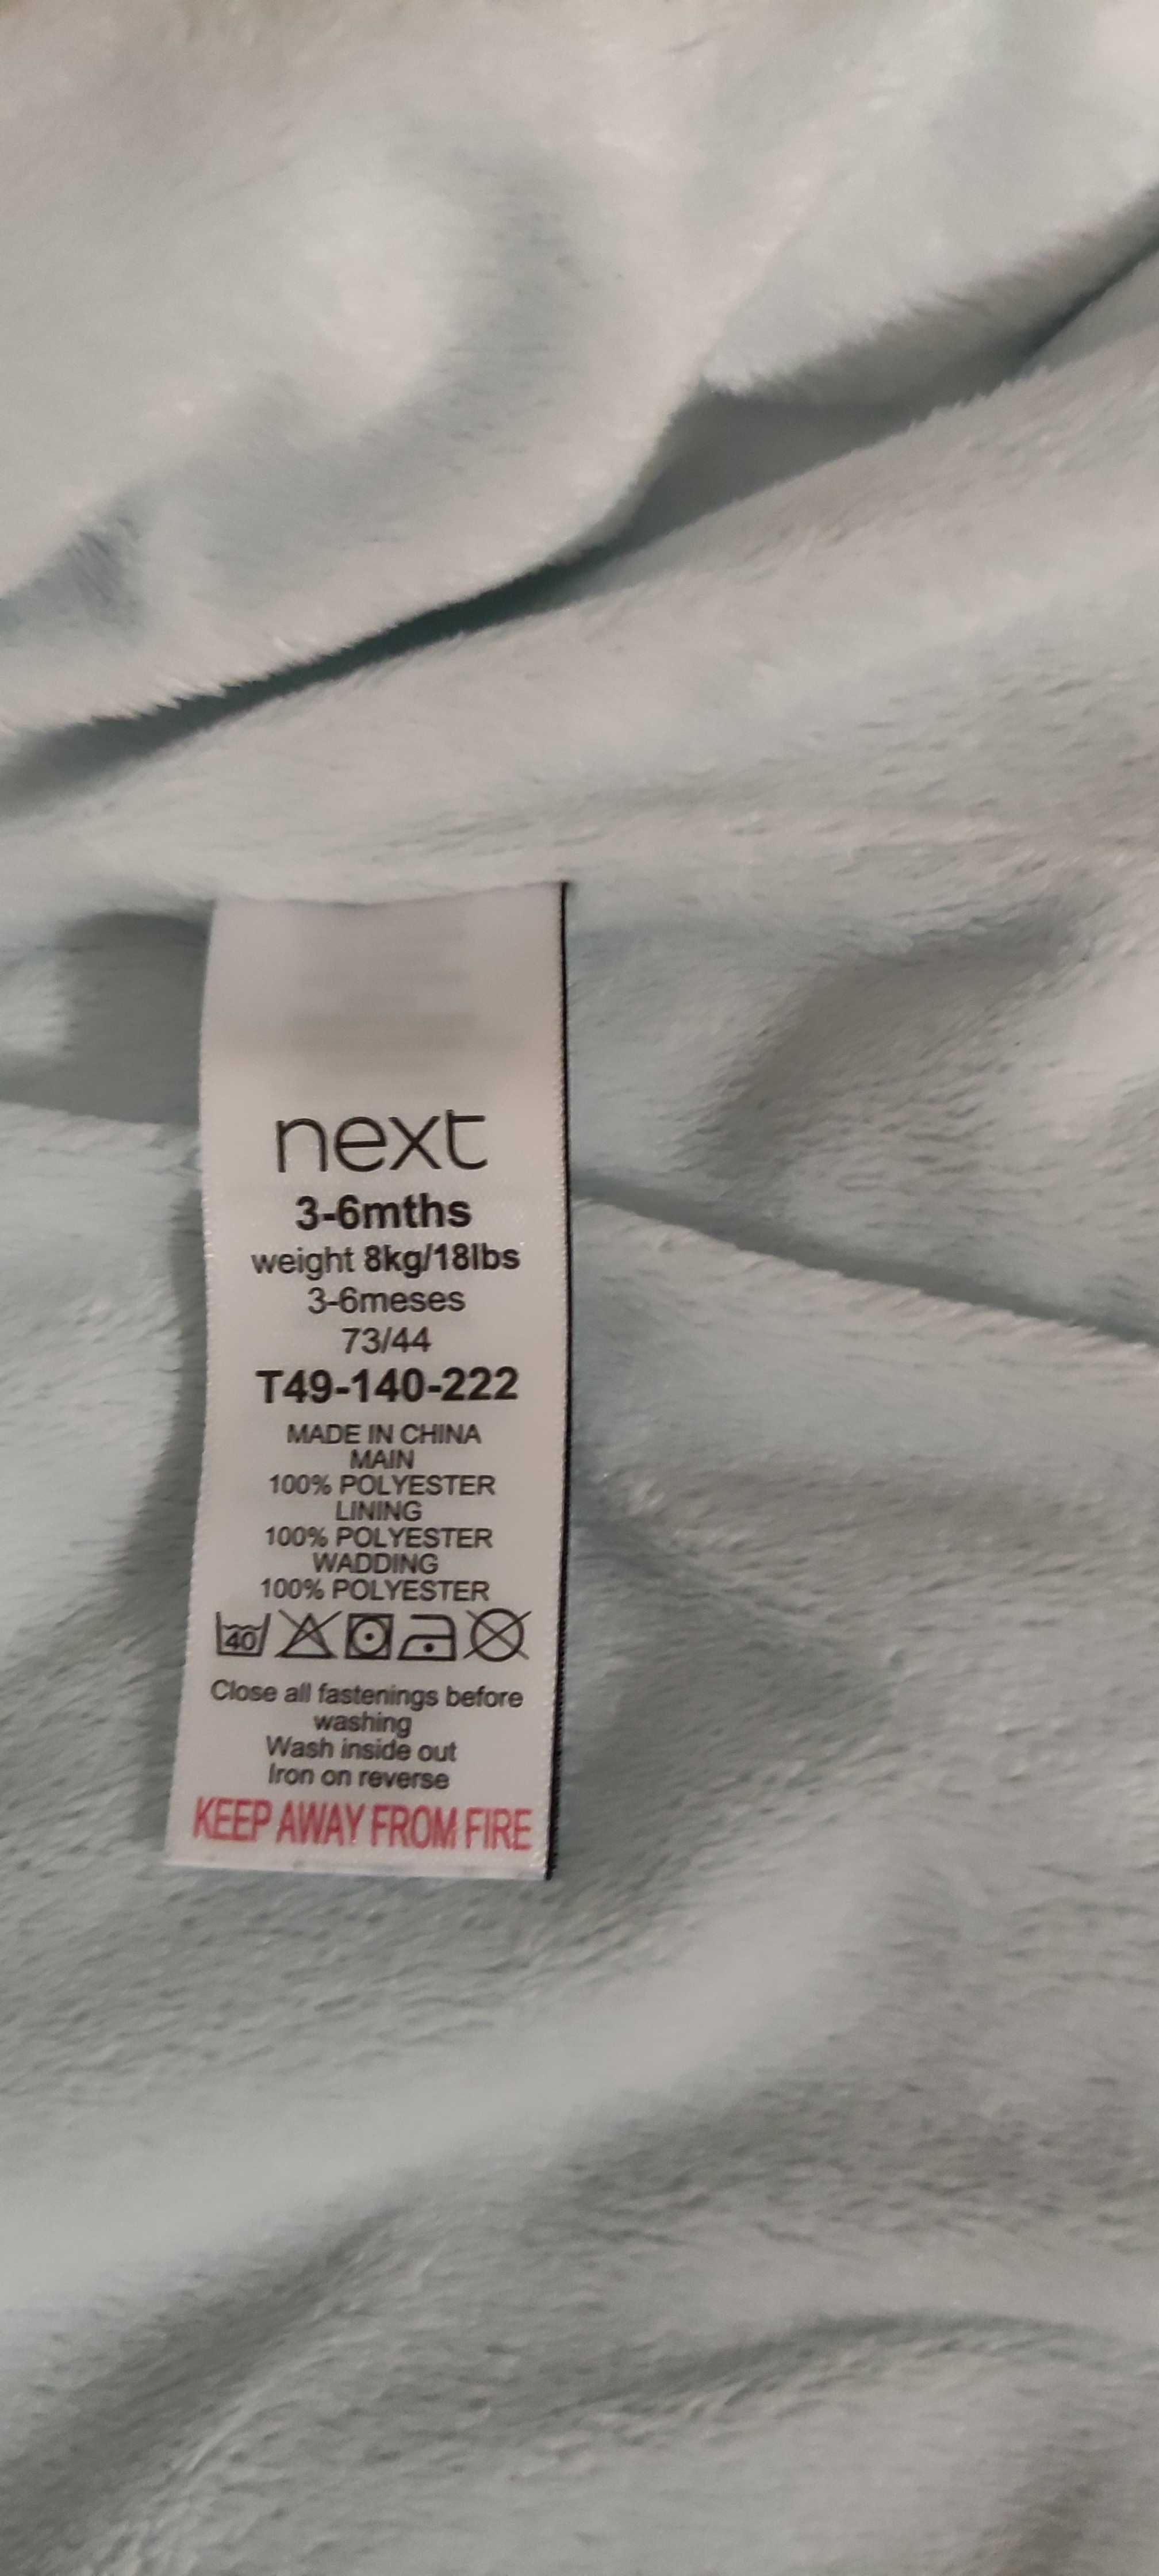 next
3-6mths
weight 8kg/18lbs
3-6meses
73/44
T49-140-222
MADE IN CHINA
MAIN
100% POLYESTER
LINING
100% POLYESTER
WADDING
100% POLYESTER
40
Close all fastenings before
washing
Wash inside out
Iron on reverse
KEEP AWAY FROM FIRE